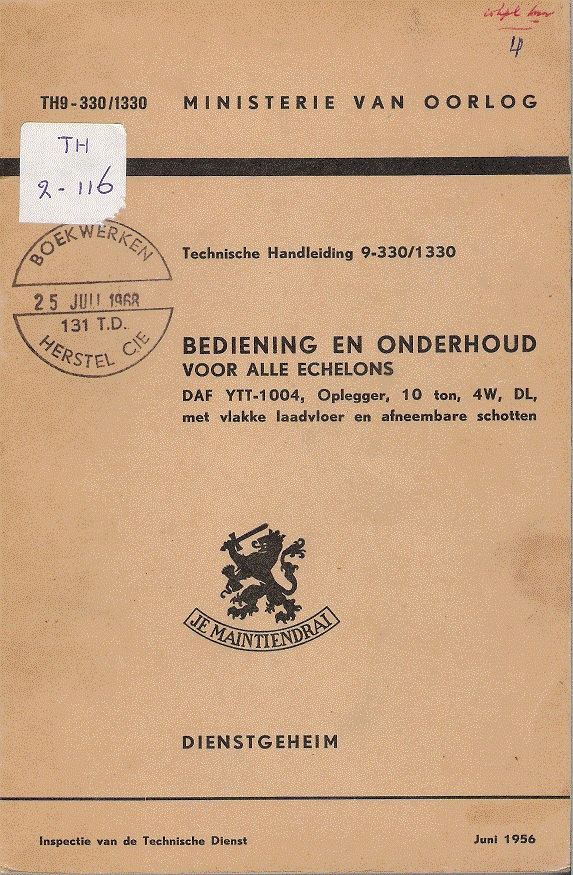 4
TH9-330/1330 MINISTERIE VAN OORLOG
TH
2-116
BOEKWERKEN
25 JULI 1968
131 T.D.
HERSTEL CIE
Technische Handleiding 9-330/1330
BEDIENING EN ONDERHOUD
VOOR ALLE ECHELONS
DAF YTT-1004, Oplegger, 10 ton, 4W, DL,
met vlakke laadvloer en afneembare schotten
JE MAINTIENDRAI
DIENSTGEHEIM
Inspectie van de Technische Dienst Juni 1956